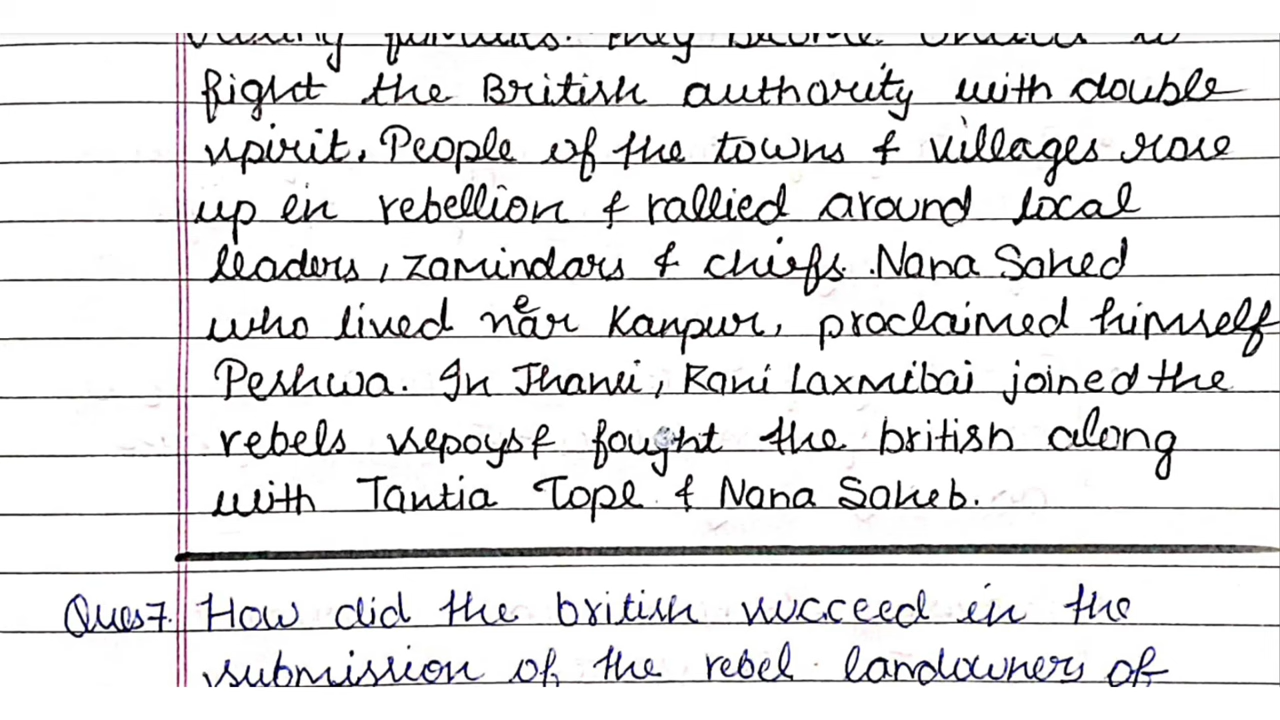 fight the British authority with double
spirit. People of the towns & villages rose
up in rebellion & rallied around local
leaders, zamindars & chiefs. Nana Sahed
who lived near Kanpur, proclaimed himself
Peshwa. In Jhansi, Rani Laxmibai joined the
rebels sepoys & fought the british along
with Tantia Tope & Nana Saheb.
Ques7. How did the british succeed in the
submission of the rebel landowners of